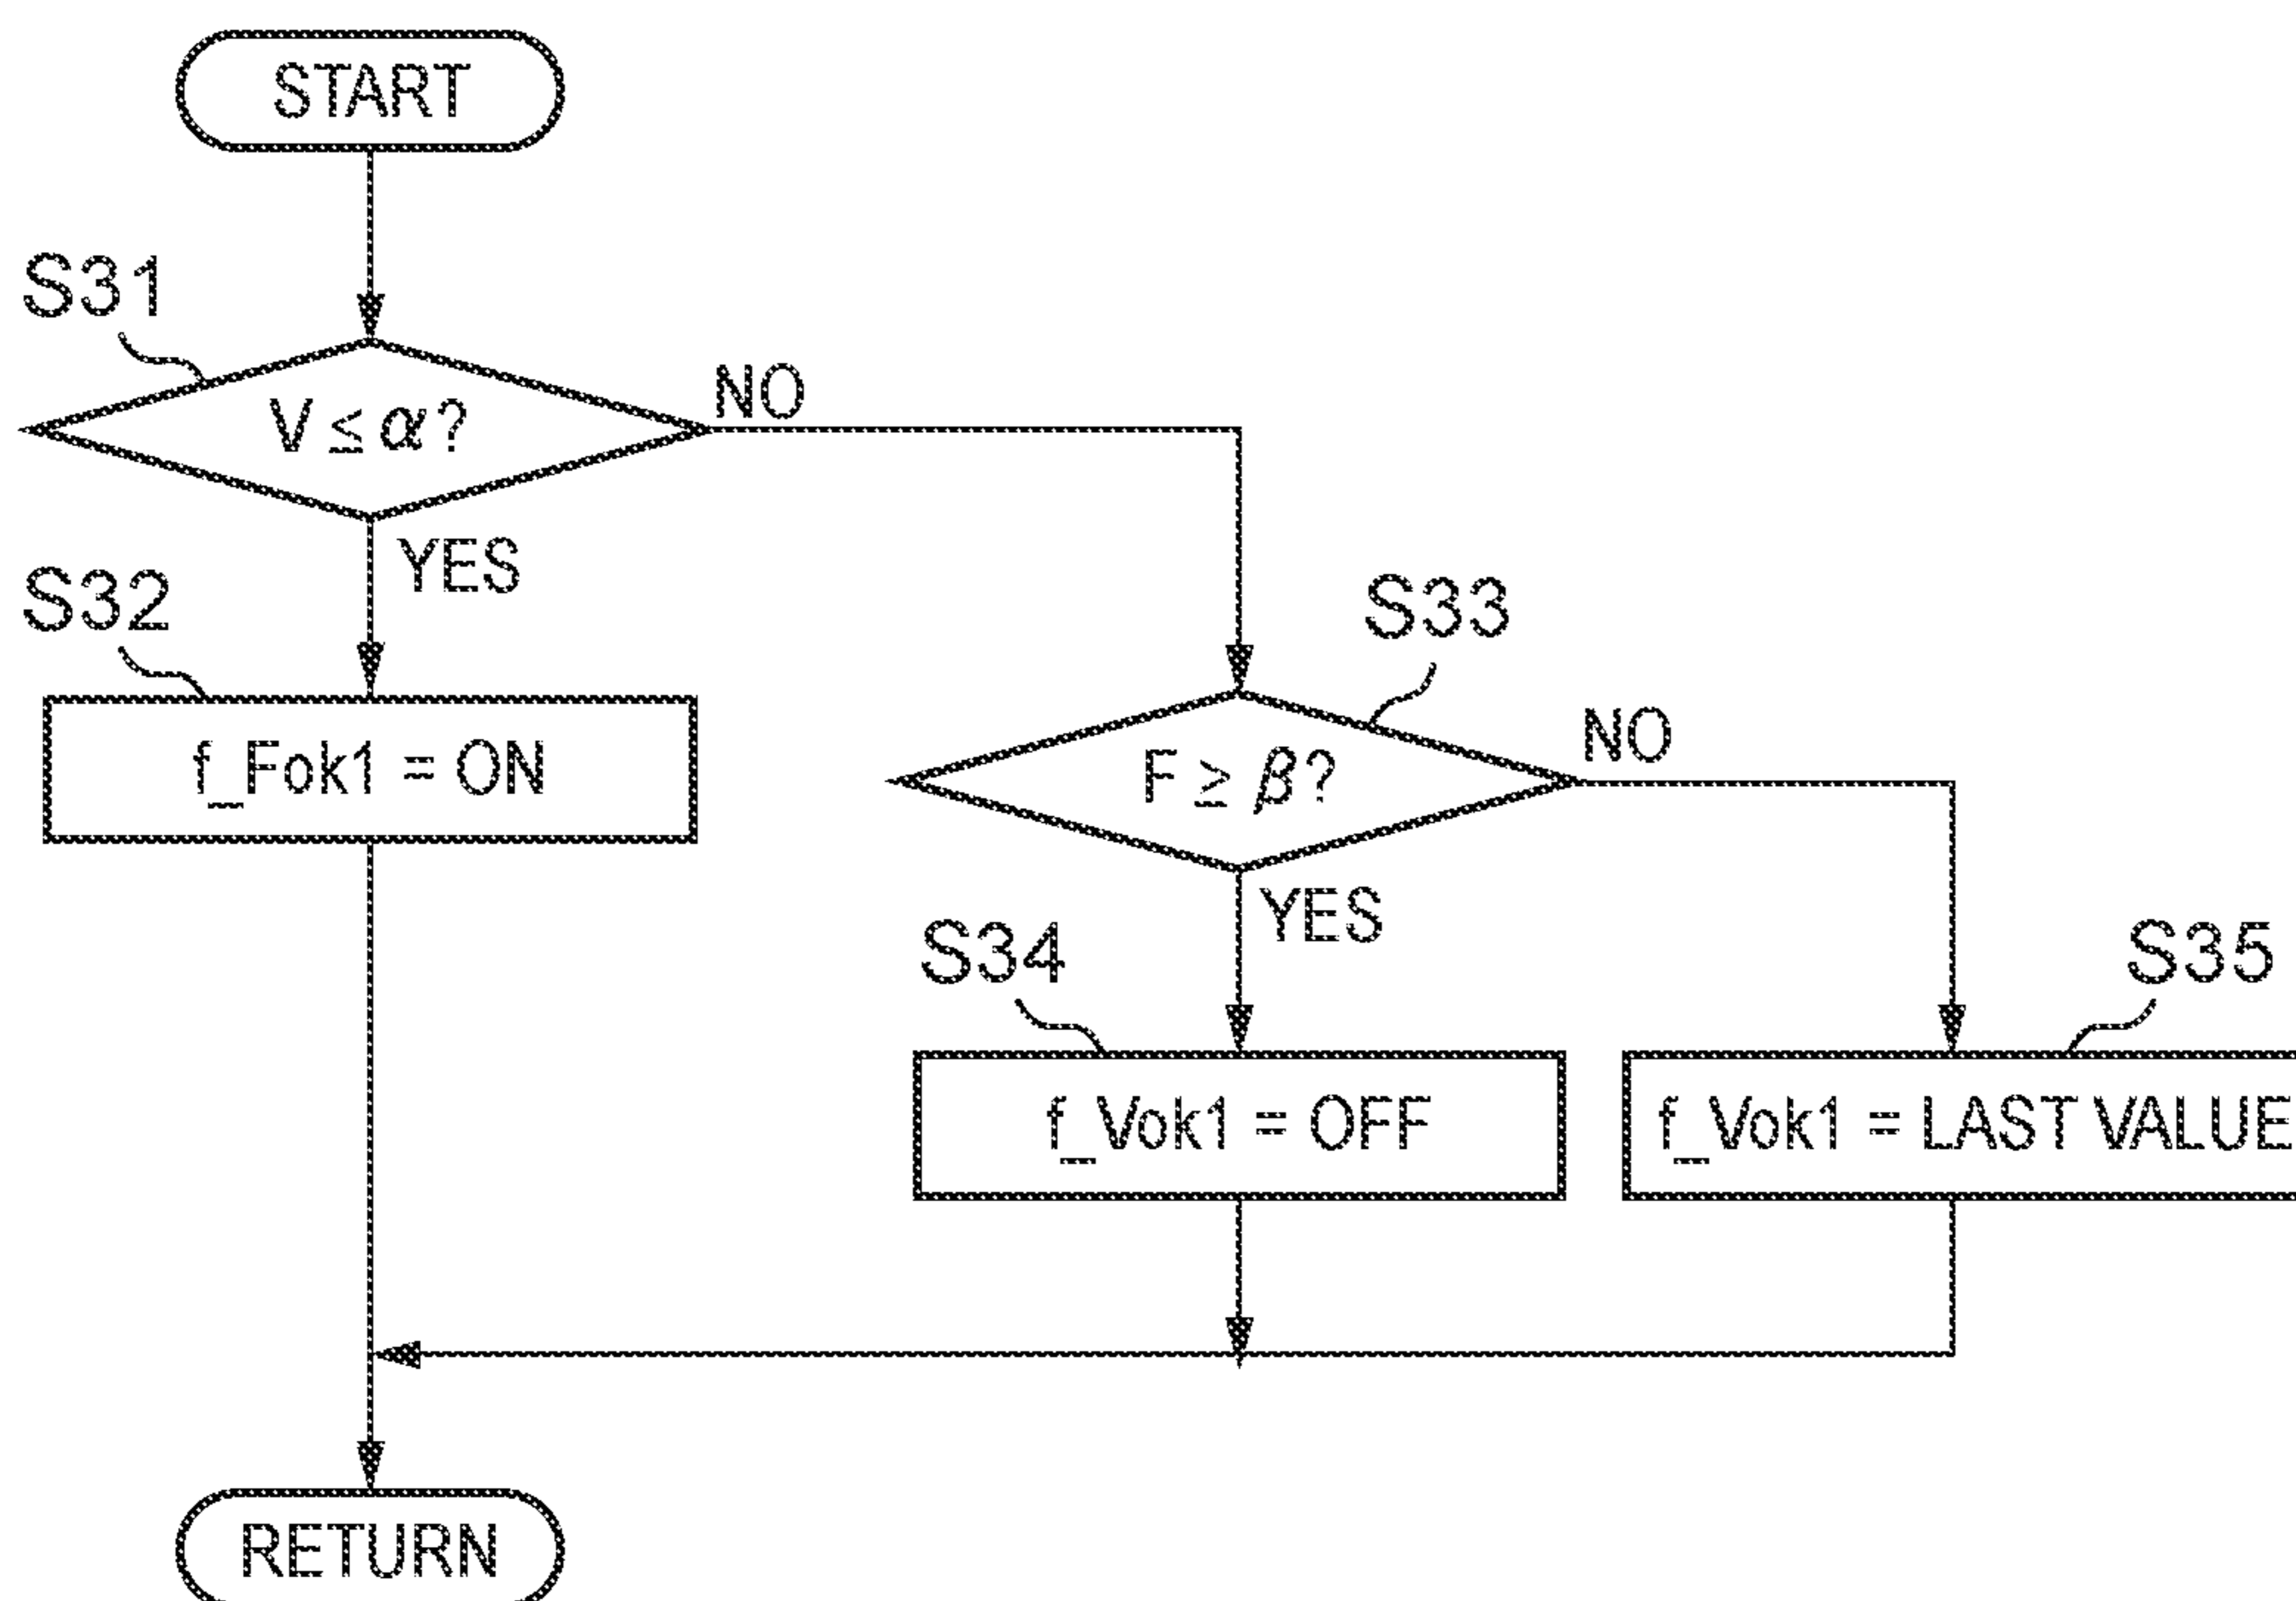 START
S31
V ≤ α?
NO
YES
S32
f_Fok1 = ON
S33
F ≥ β?
NO
YES
S34
f_Vok1 = OFF
S35
f_Vok1 = LAST VALUE
RETURN